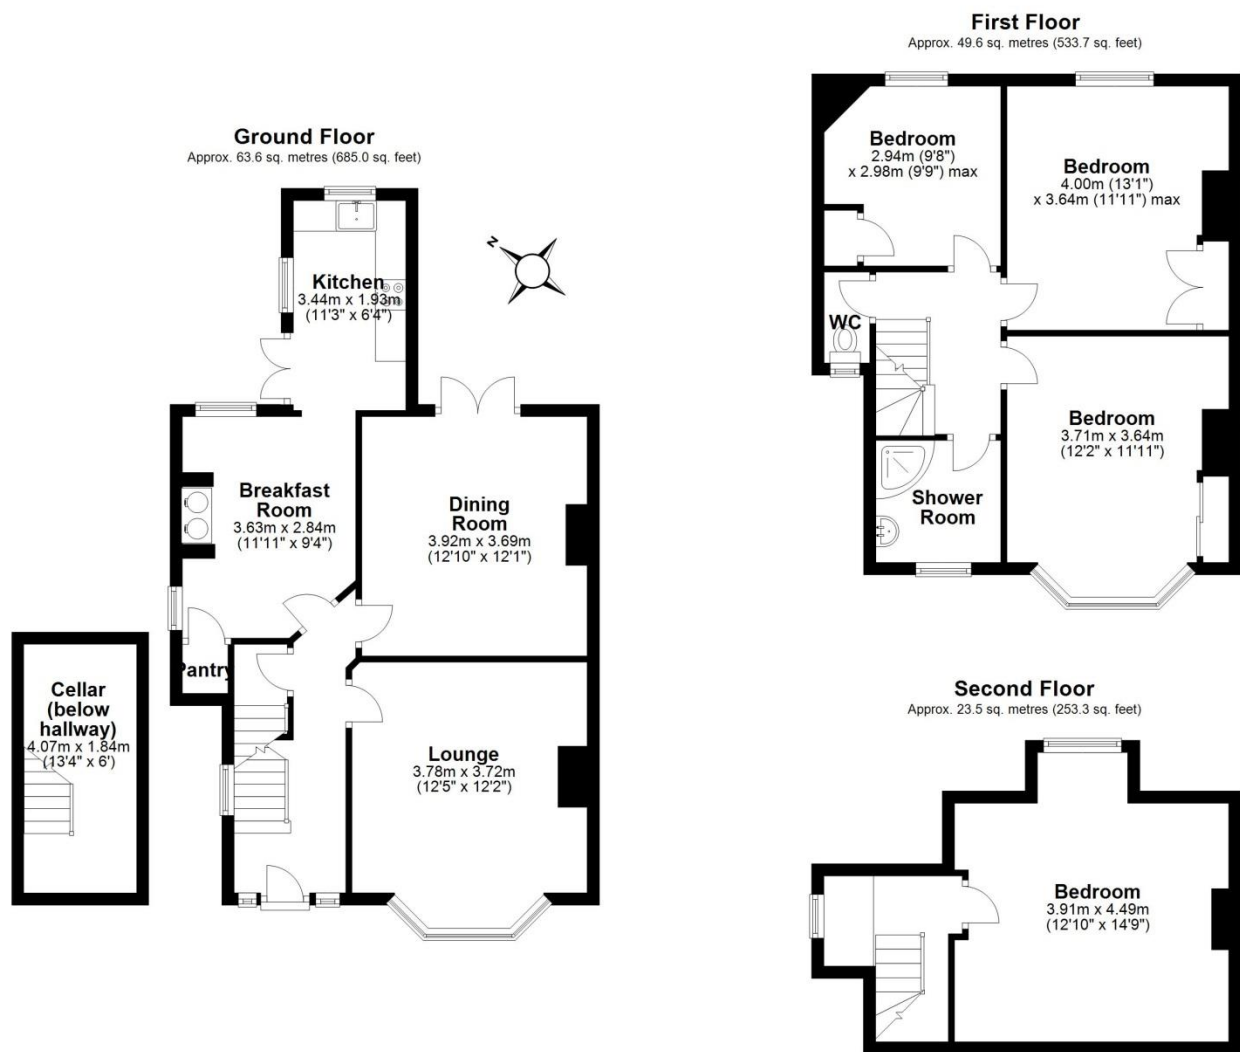 Ground Floor
Approx. 63.6 sq. metres (685.0 sq. feet)
Kitchen
3.44m x 1.93m
(11'3" x 6'4")
N
Breakfast
Room
3.63m x 2.84m
(11'11" x 9'4")
Dining
Room
3.92m x 3.69m
(12'10" x 12'1")
Pantry
Cellar
(below
hallway)
4.07m x 1.84m
(13'4" x 6')
Lounge
3.78m x 3.72m
(12'5" x 12'2")
First Floor
Approx. 49.6 sq. metres (533.7 sq. feet)
Bedroom
2.94m (9'8")
x 2.98m (9'9") max
Bedroom
4.00m (13'1")
x 3.64m (11'11") max
WC
Bedroom
3.71m x 3.64m
(12'2" x 11'11")
Shower
Room
Second Floor
Approx. 23.5 sq. metres (253.3 sq. feet)
Bedroom
3.91m x 4.49m
(12'10" x 14'9")